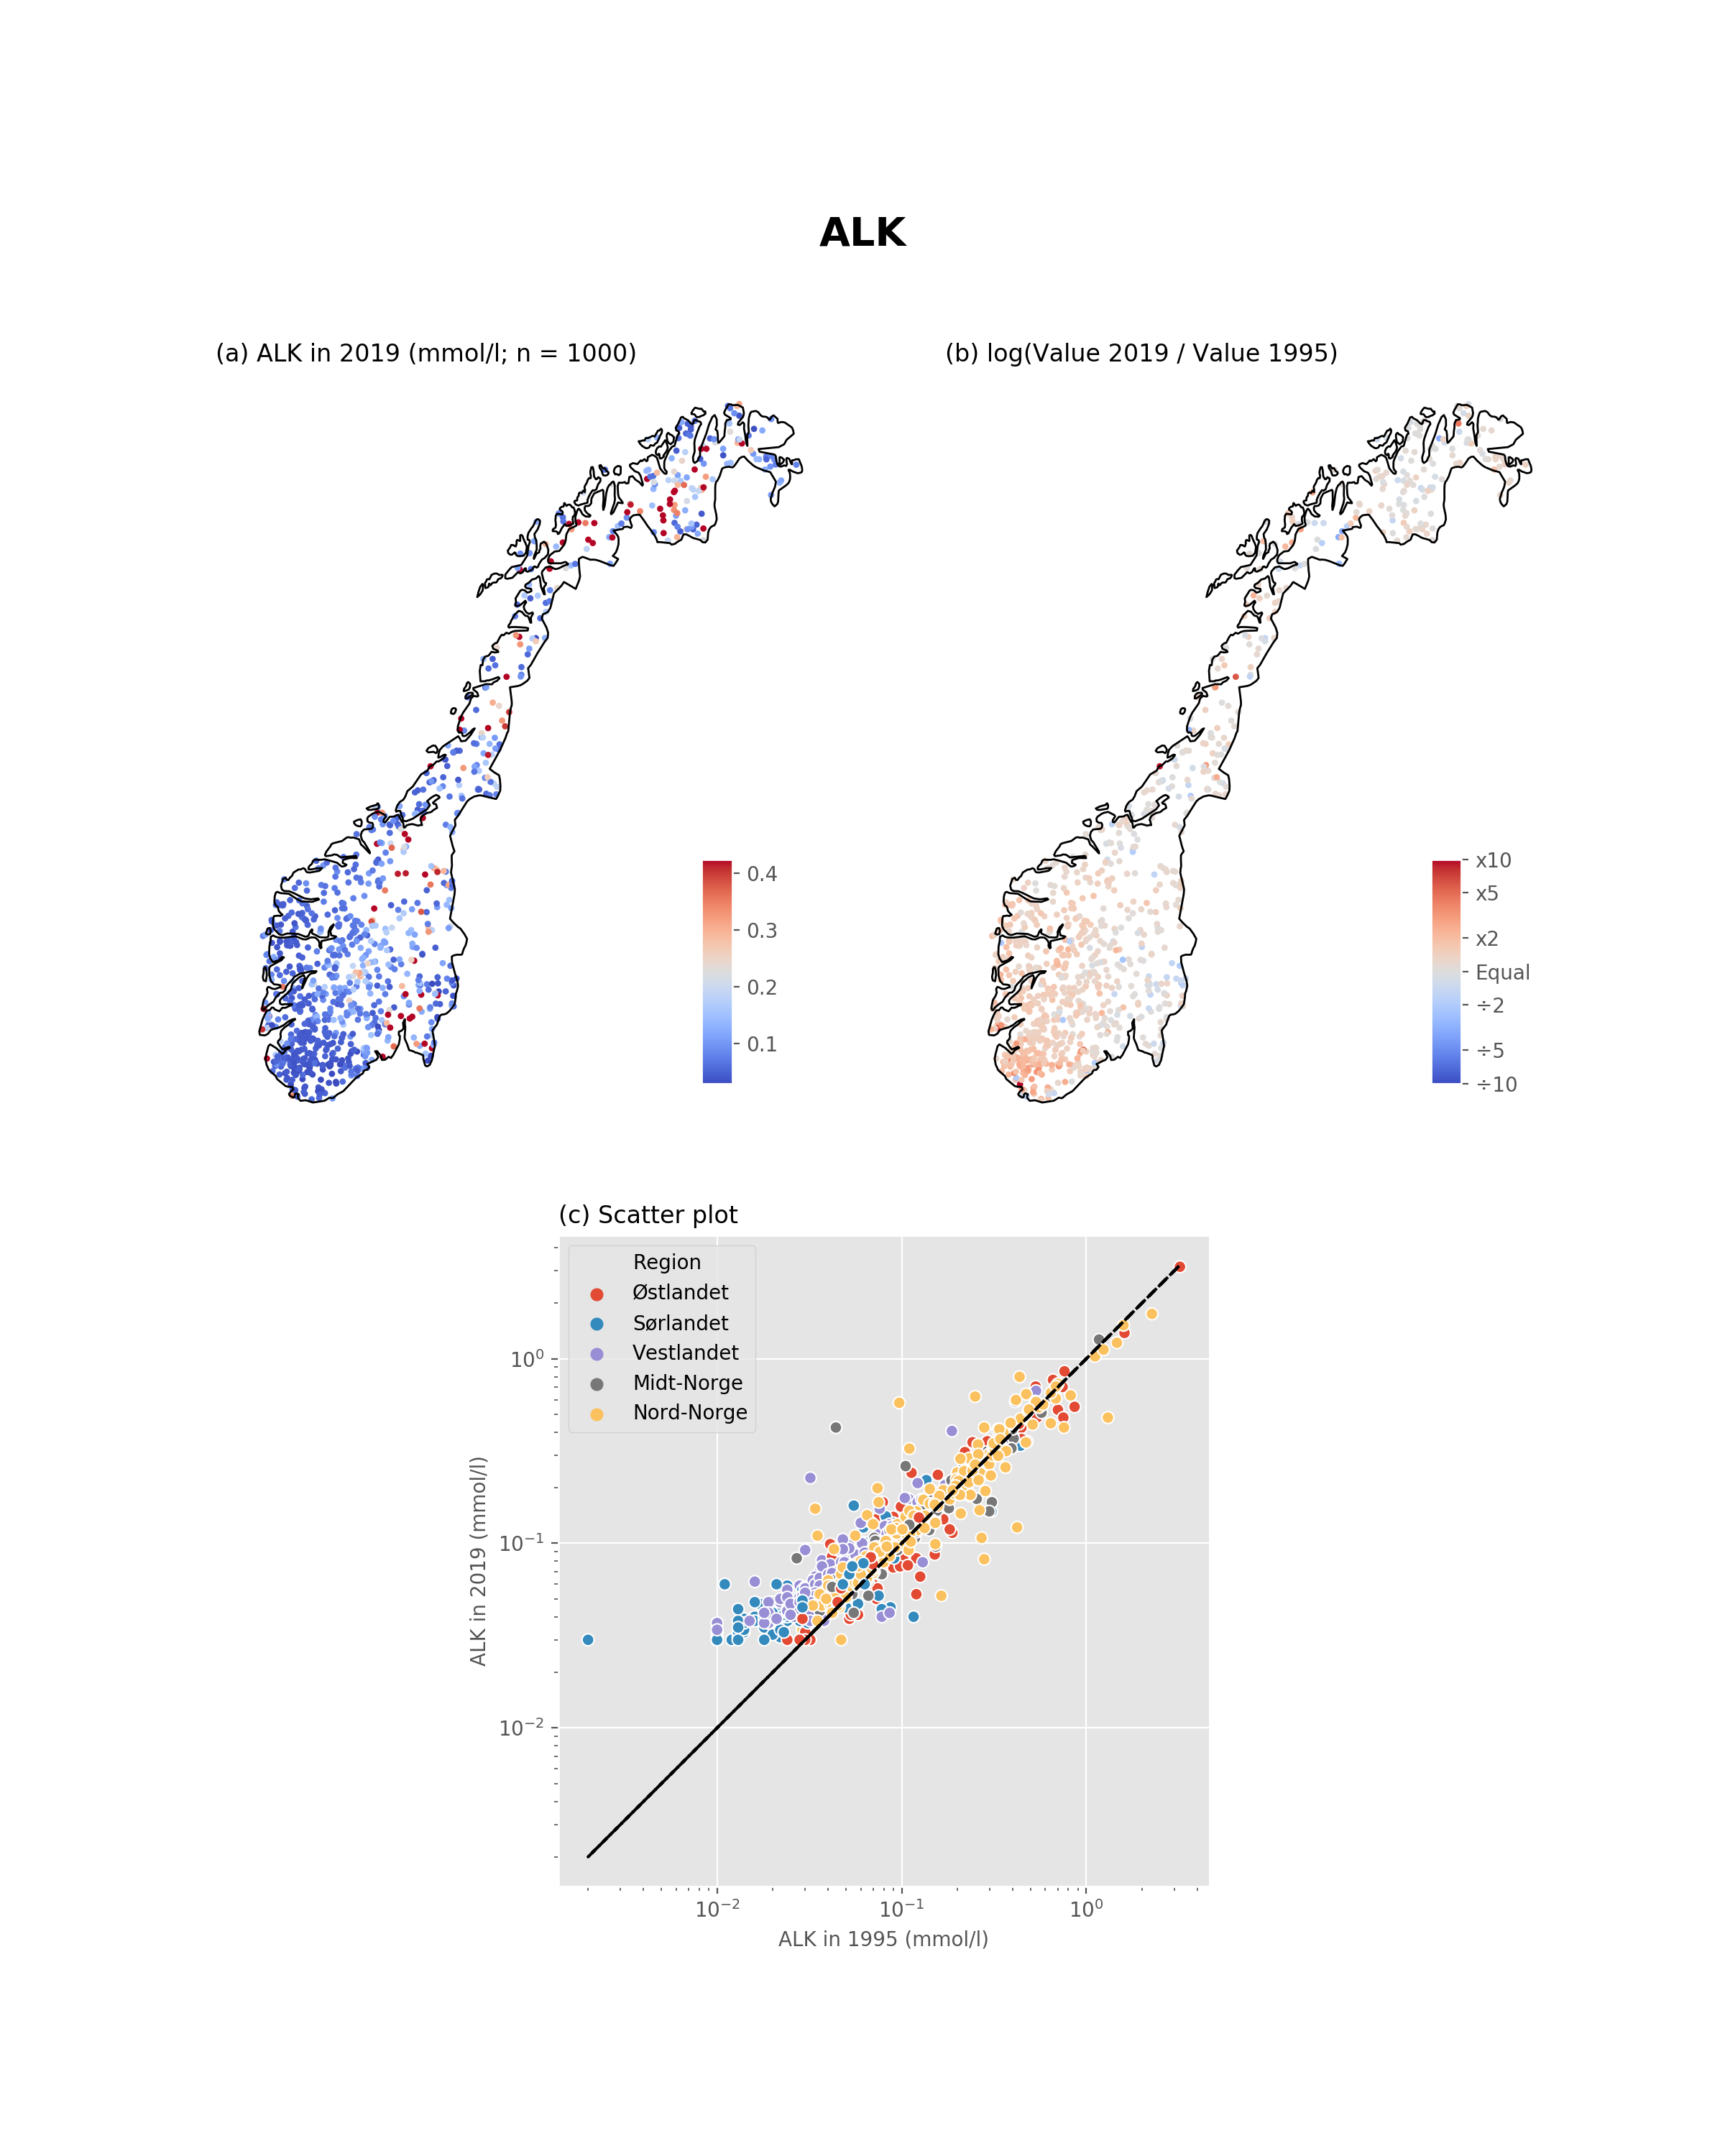 ALK
(a) ALK in 2019 (mmol/l; n = 1000)
(b) log(Value 2019 / Value 1995)
0.4
0.3
0.2
0.1
x10
x5
x2
Equal
÷2
÷5
÷10
(c) Scatter plot
Region
Østlandet
Sørlandet
Vestlandet
Midt-Norge
Nord-Norge
10⁰
10⁻¹
10⁻²
ALK in 2019 (mmol/l)
10⁻²
10⁻¹
10⁰
ALK in 1995 (mmol/l)